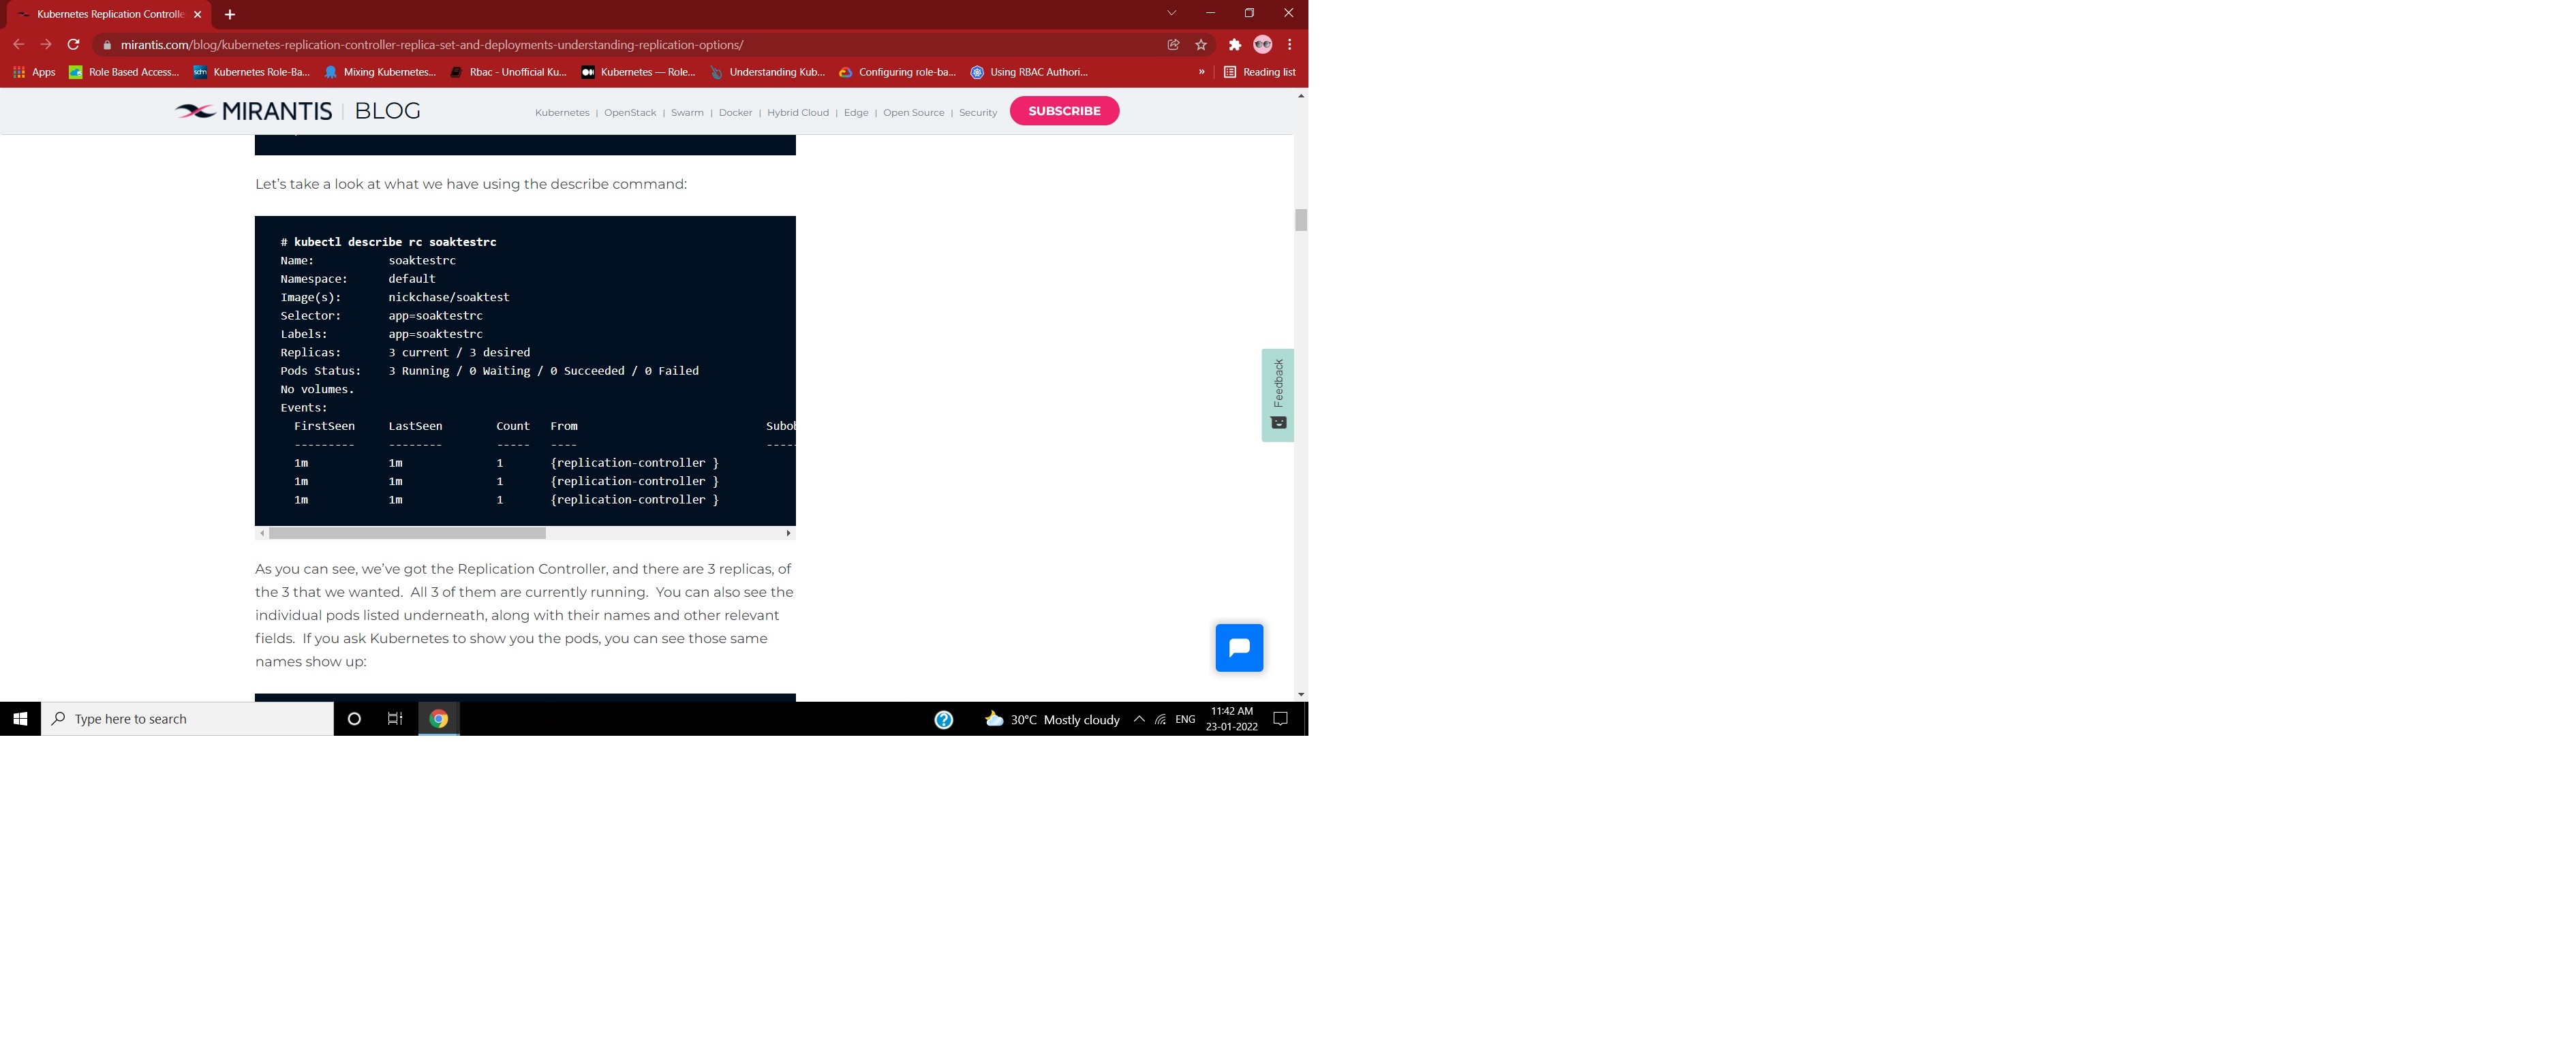 Kubernetes Replication Controlle
mirantis.com/blog/kubernetes-replication-controller-replica-set-and-deployments-understanding-replication-options/
Apps Role Based Access... Kubernetes Role-Ba... Mixing Kubernetes... Rbac - Unofficial Ku... Kubernetes — Role... Understanding Kub... Configuring role-ba... Using RBAC Authori... » Reading list
MIRANTIS | BLOG Kubernetes | OpenStack | Swarm | Docker | Hybrid Cloud | Edge | Open Source | Security SUBSCRIBE
Let's take a look at what we have using the describe command:
# kubectl describe rc soaktestrc
Name: soaktestrc
Namespace: default
Image(s): nickchase/soaktest
Selector: app=soaktestrc
Labels: app=soaktestrc
Replicas: 3 current / 3 desired
Pods Status: 3 Running / 0 Waiting / 0 Succeeded / 0 Failed
No volumes.
Events:
FirstSeen LastSeen Count From
--------- -------- ----- ---- -----
1m 1m 1 {replication-controller }
1m 1m 1 {replication-controller }
1m 1m 1 {replication-controller }
As you can see, we've got the Replication Controller, and there are 3 replicas, of
the 3 that we wanted. All 3 of them are currently running. You can also see the
individual pods listed underneath, along with their names and other relevant
fields. If you ask Kubernetes to show you the pods, you can see those same
names show up:
Feedback
Type here to search
30°C Mostly cloudy ENG
11:42 AM
23-01-2022